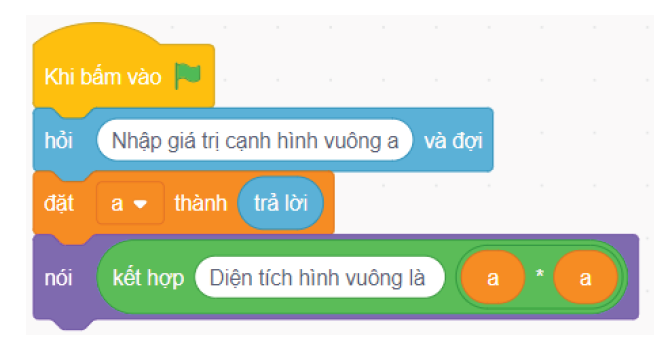 Khi bấm vào
hỏi Nhập giá trị cạnh hình vuông a và đợi
đặt a thành trả lời
nói kết hợp Diện tích hình vuông là a * a